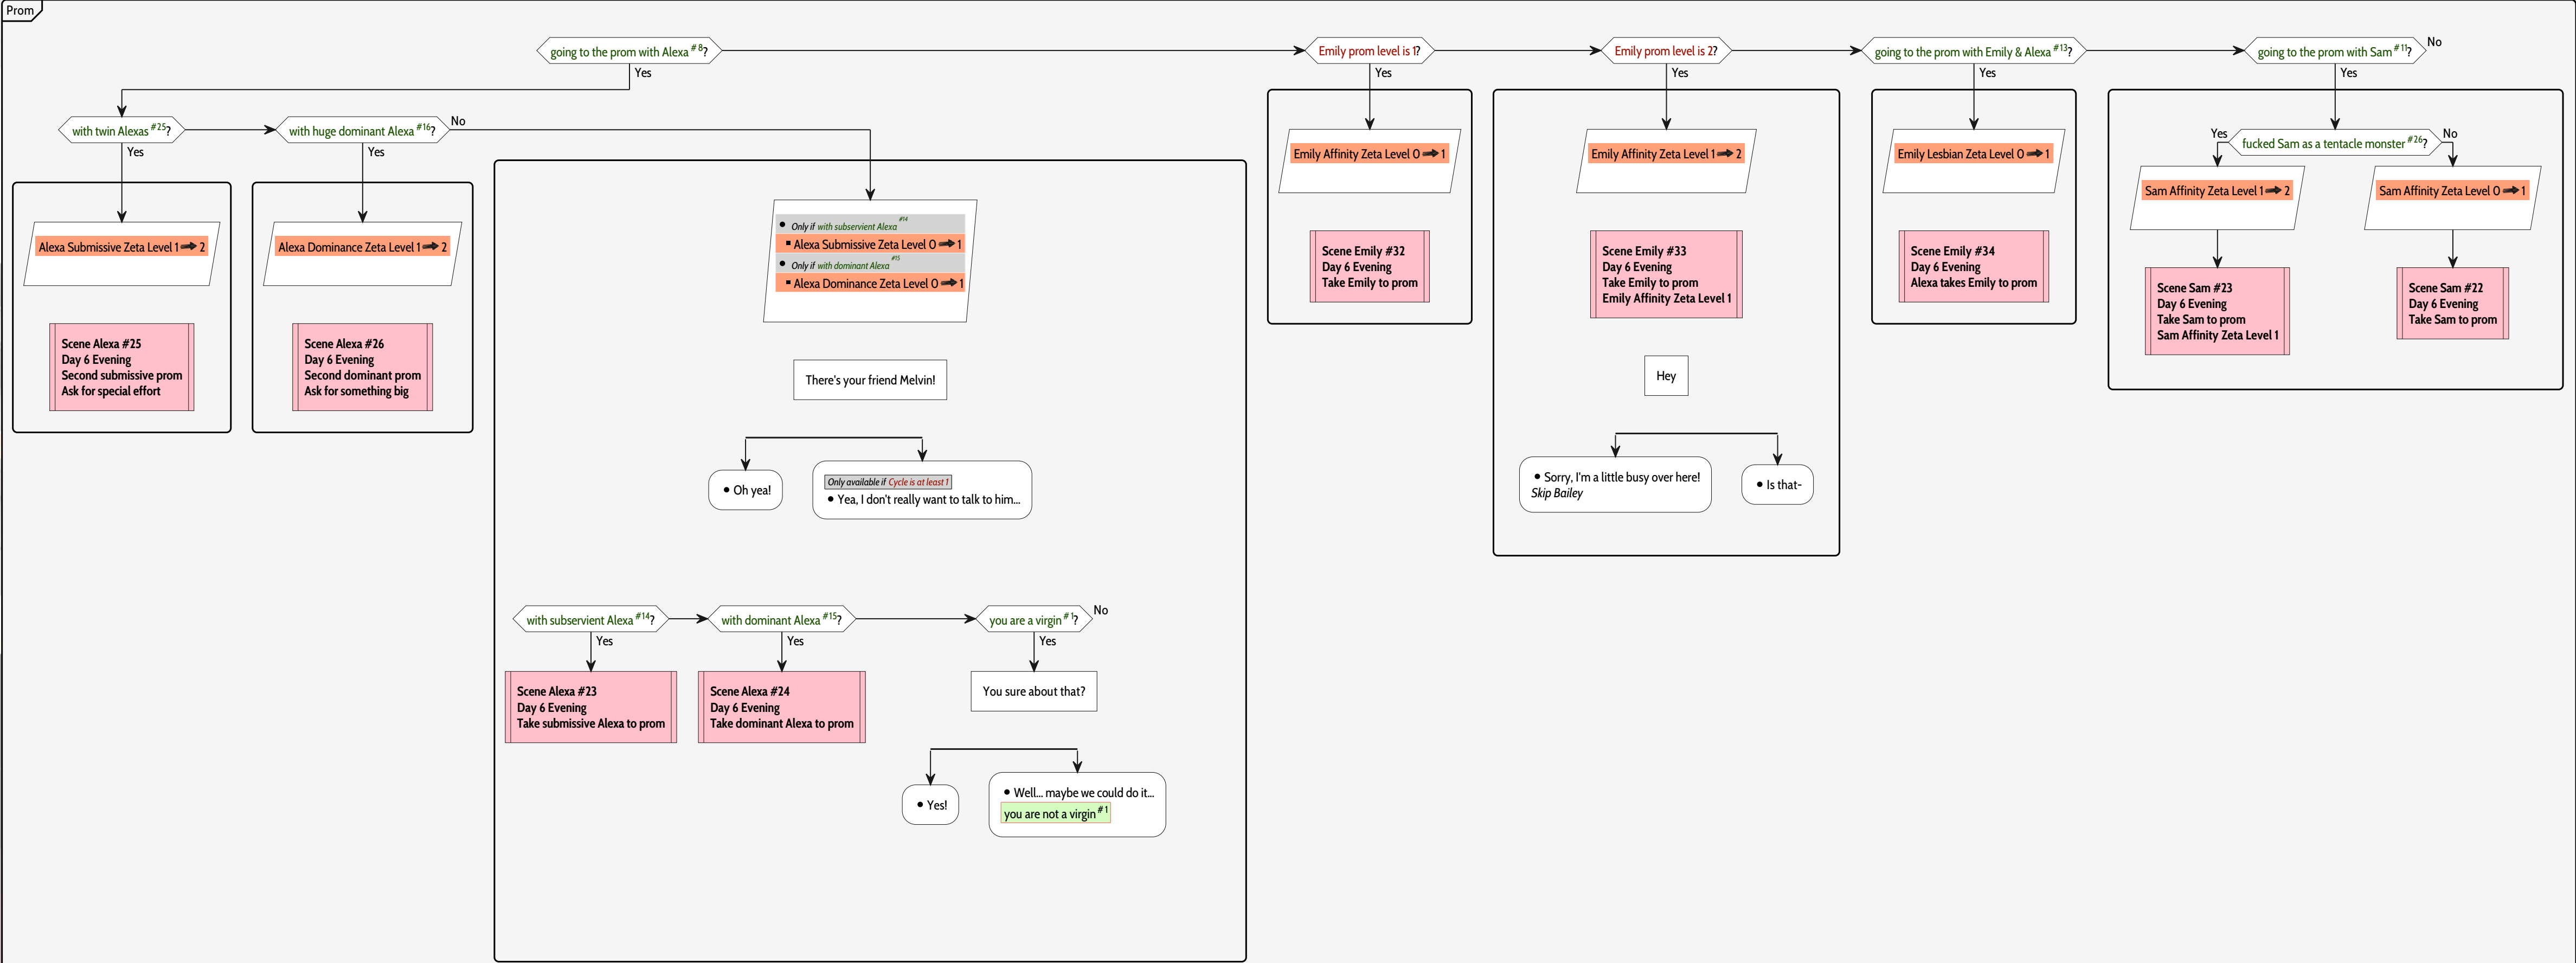 Prom
going to the prom with Alexa #8?
Yes
Emily prom level is 1?
Yes
Emily prom level is 2?
Yes
going to the prom with Emily & Alexa #13?
Yes
going to the prom with Sam #11?
No
Yes
with twin Alexas #25?
Yes
with huge dominant Alexa #16?
No
Yes
Alexa Submissive Zeta Level 1 ➡ 2
Scene Alexa #25
Day 6 Evening
Second submissive prom
Ask for special effort
Alexa Dominance Zeta Level 1 ➡ 2
Scene Alexa #26
Day 6 Evening
Second dominant prom
Ask for something big
● Only if with subservient Alexa #14
▪ Alexa Submissive Zeta Level 0 ➡ 1
● Only if with dominant Alexa #15
▪ Alexa Dominance Zeta Level 0 ➡ 1
There's your friend Melvin!
● Oh yea!
Only available if Cycle is at least 1
● Yea, I don't really want to talk to him...
with subservient Alexa #14?
Yes
with dominant Alexa #15?
Yes
you are a virgin #1?
No
Yes
Scene Alexa #23
Day 6 Evening
Take submissive Alexa to prom
Scene Alexa #24
Day 6 Evening
Take dominant Alexa to prom
You sure about that?
● Yes!
● Well... maybe we could do it...
you are not a virgin #1
Emily Affinity Zeta Level 0 ➡ 1
Scene Emily #32
Day 6 Evening
Take Emily to prom
Emily Affinity Zeta Level 1 ➡ 2
Scene Emily #33
Day 6 Evening
Take Emily to prom
Emily Affinity Zeta Level 1
Hey
● Sorry, I'm a little busy over here!
Skip Bailey
● Is that-
Emily Lesbian Zeta Level 0 ➡ 1
Scene Emily #34
Day 6 Evening
Alexa takes Emily to prom
Yes
fucked Sam as a tentacle monster #26?
No
Sam Affinity Zeta Level 1 ➡ 2
Scene Sam #23
Day 6 Evening
Take Sam to prom
Sam Affinity Zeta Level 1
Sam Affinity Zeta Level 0 ➡ 1
Scene Sam #22
Day 6 Evening
Take Sam to prom